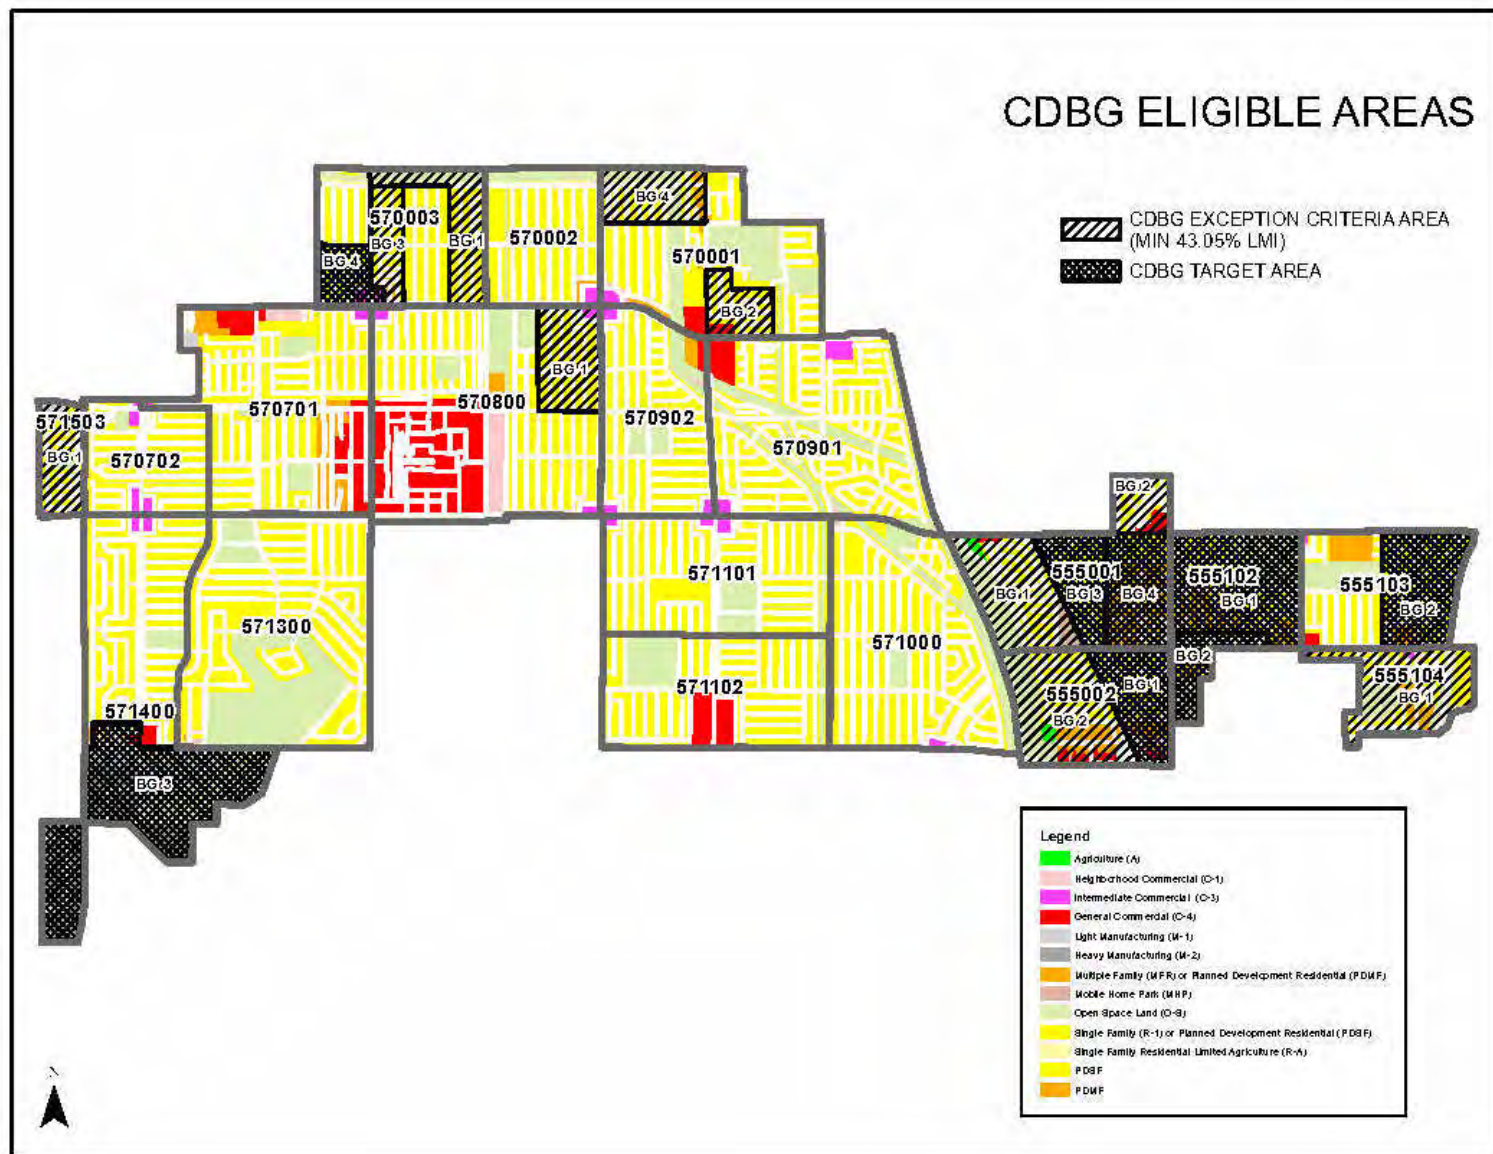 CDBG ELIGIBLE AREAS
CDBG EXCEPTION CRITERIA AREA
(MIN 43.05% LMI)
CDBG TARGET AREA
BG 4
570003
BG 3
BG 1
570002
570001
BG 4
BG 2
BG 1
570701
570800
570902
570901
571503
BG 1
570702
BG 2
571101
BG 1
555001
BG 3
BG 4
555102
BG 1
555103
BG 2
571300
571000
BG 2
571102
555002
BG 1
BG 2
555104
BG 1
571400
BG 3
Legend
Agriculture (A)
Neighborhood Commercial (C-1)
Intermediate Commercial (C-3)
General Commercial (C-4)
Light Manufacturing (M-1)
Heavy Manufacturing (M-2)
Multiple Family (MFR) or Planned Development Residential (PDMF)
Mobile Home Park (MHP)
Open Space Land (O-S)
Single Family (R-1) or Planned Development Residential (PDSF)
Single Family Residential Limited Agriculture (R-A)
PDSF
PDMF
N